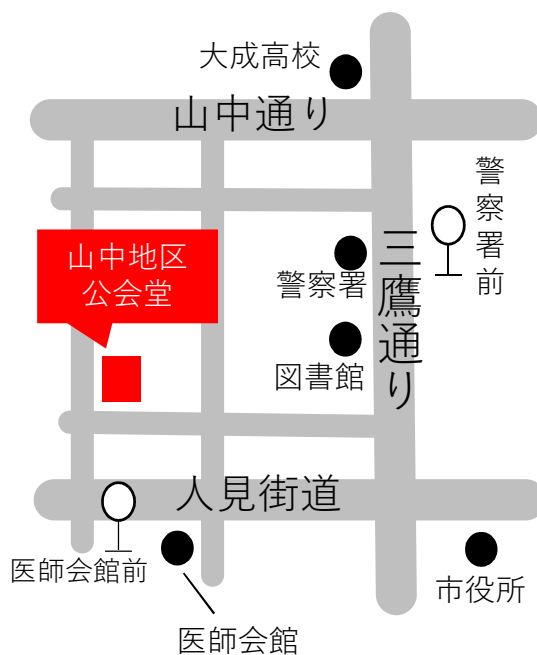 大成高校
山中通り
警察署前
山中地区
公会堂
三鷹通り
警察署
図書館
人見街道
医師会館前
市役所
医師会館